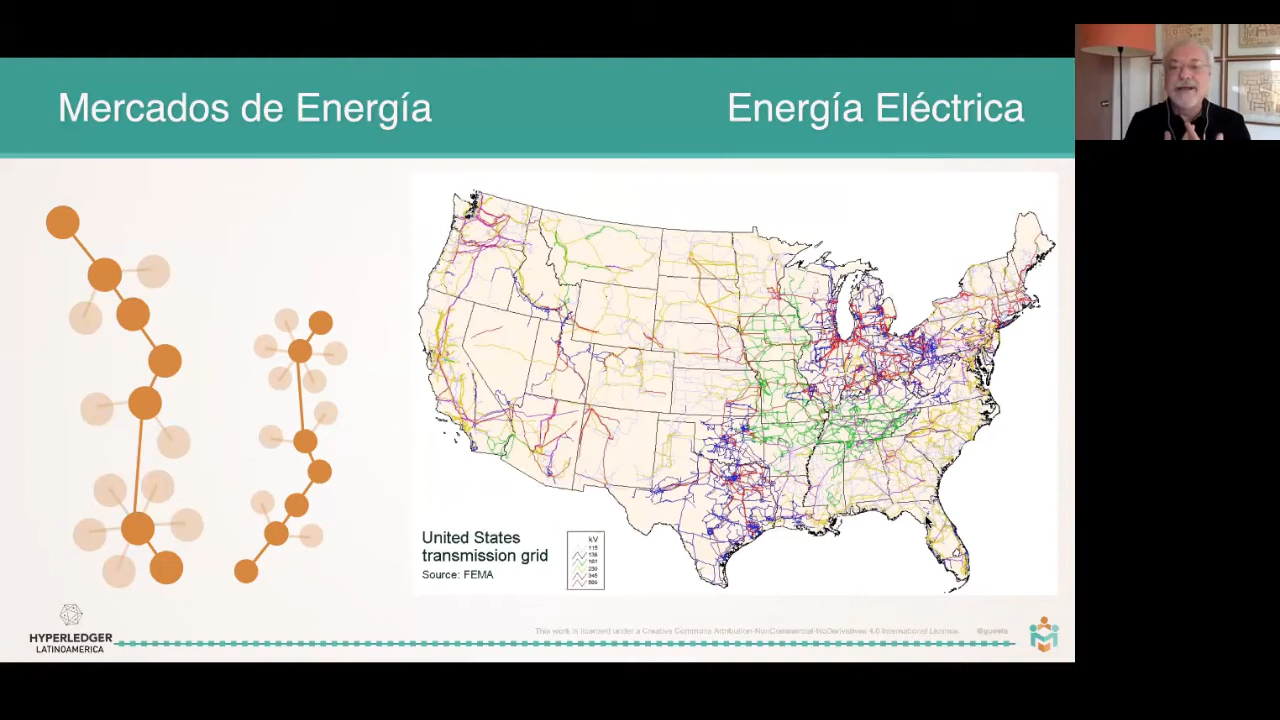 Mercados de Energía
Energía Eléctrica
United States
transmission grid
Source: FEMA
kV
115
138
161
230
345
500
HYPERLEDGER
LATINOAMERICA
This work is licensed under a Creative Commons Attribution-NonCommercial-NoDerivatives 4.0 International License.